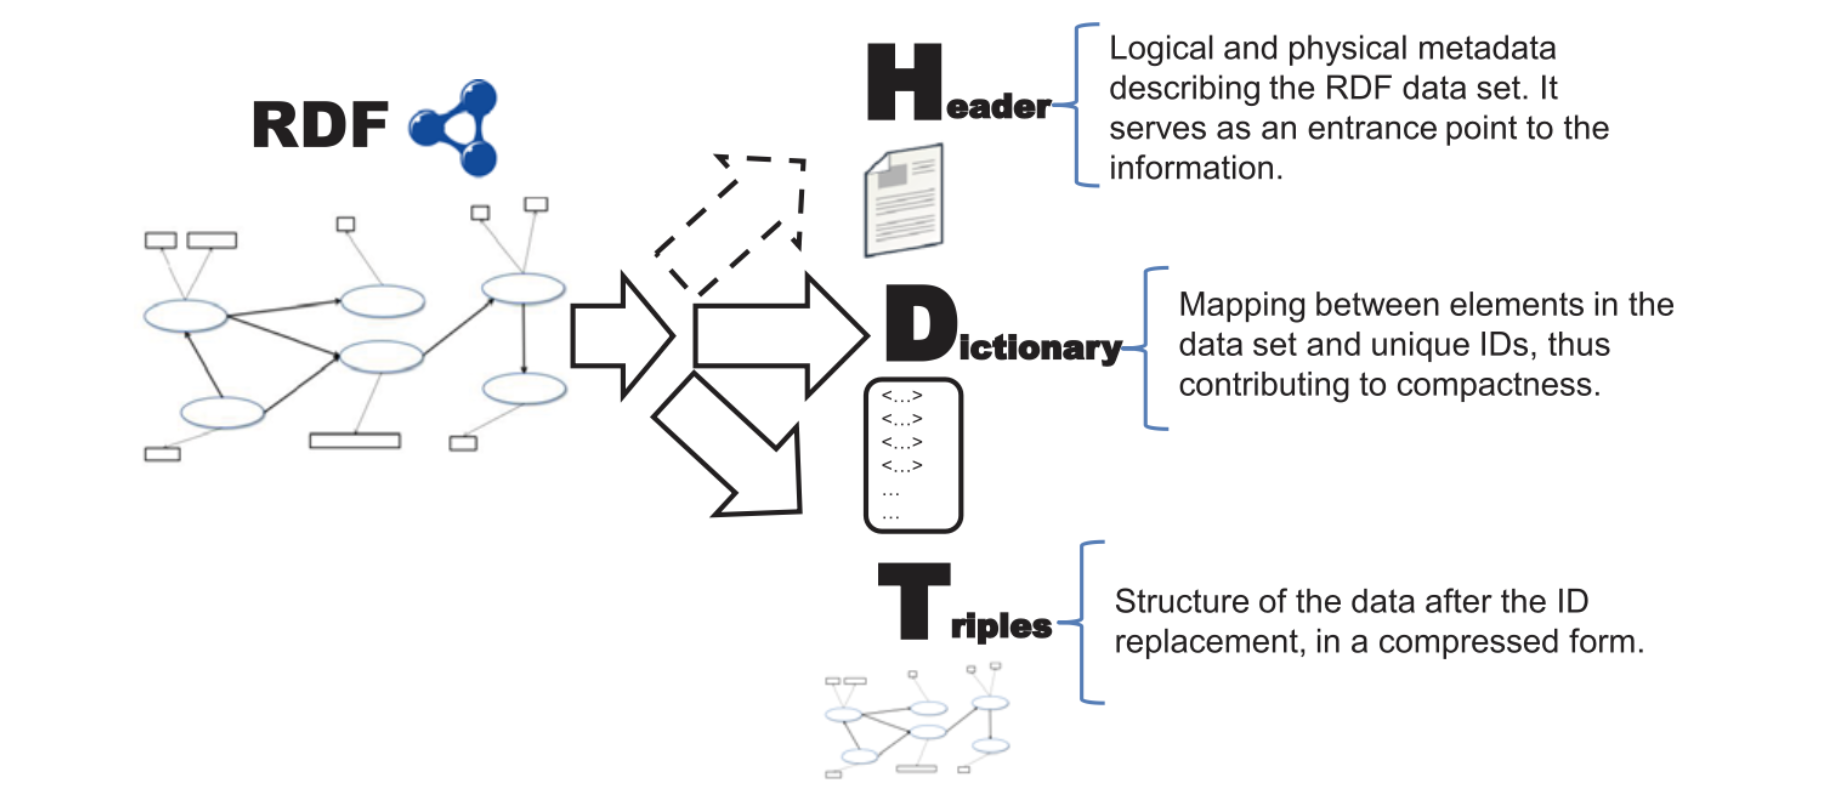 RDF
Header
Logical and physical metadata
describing the RDF data set. It
serves as an entrance point to the
information.
Dictionary
Mapping between elements in the
data set and unique IDs, thus
contributing to compactness.
<...>
<...>
<...>
<...>
...
...
Triples
Structure of the data after the ID
replacement, in a compressed form.